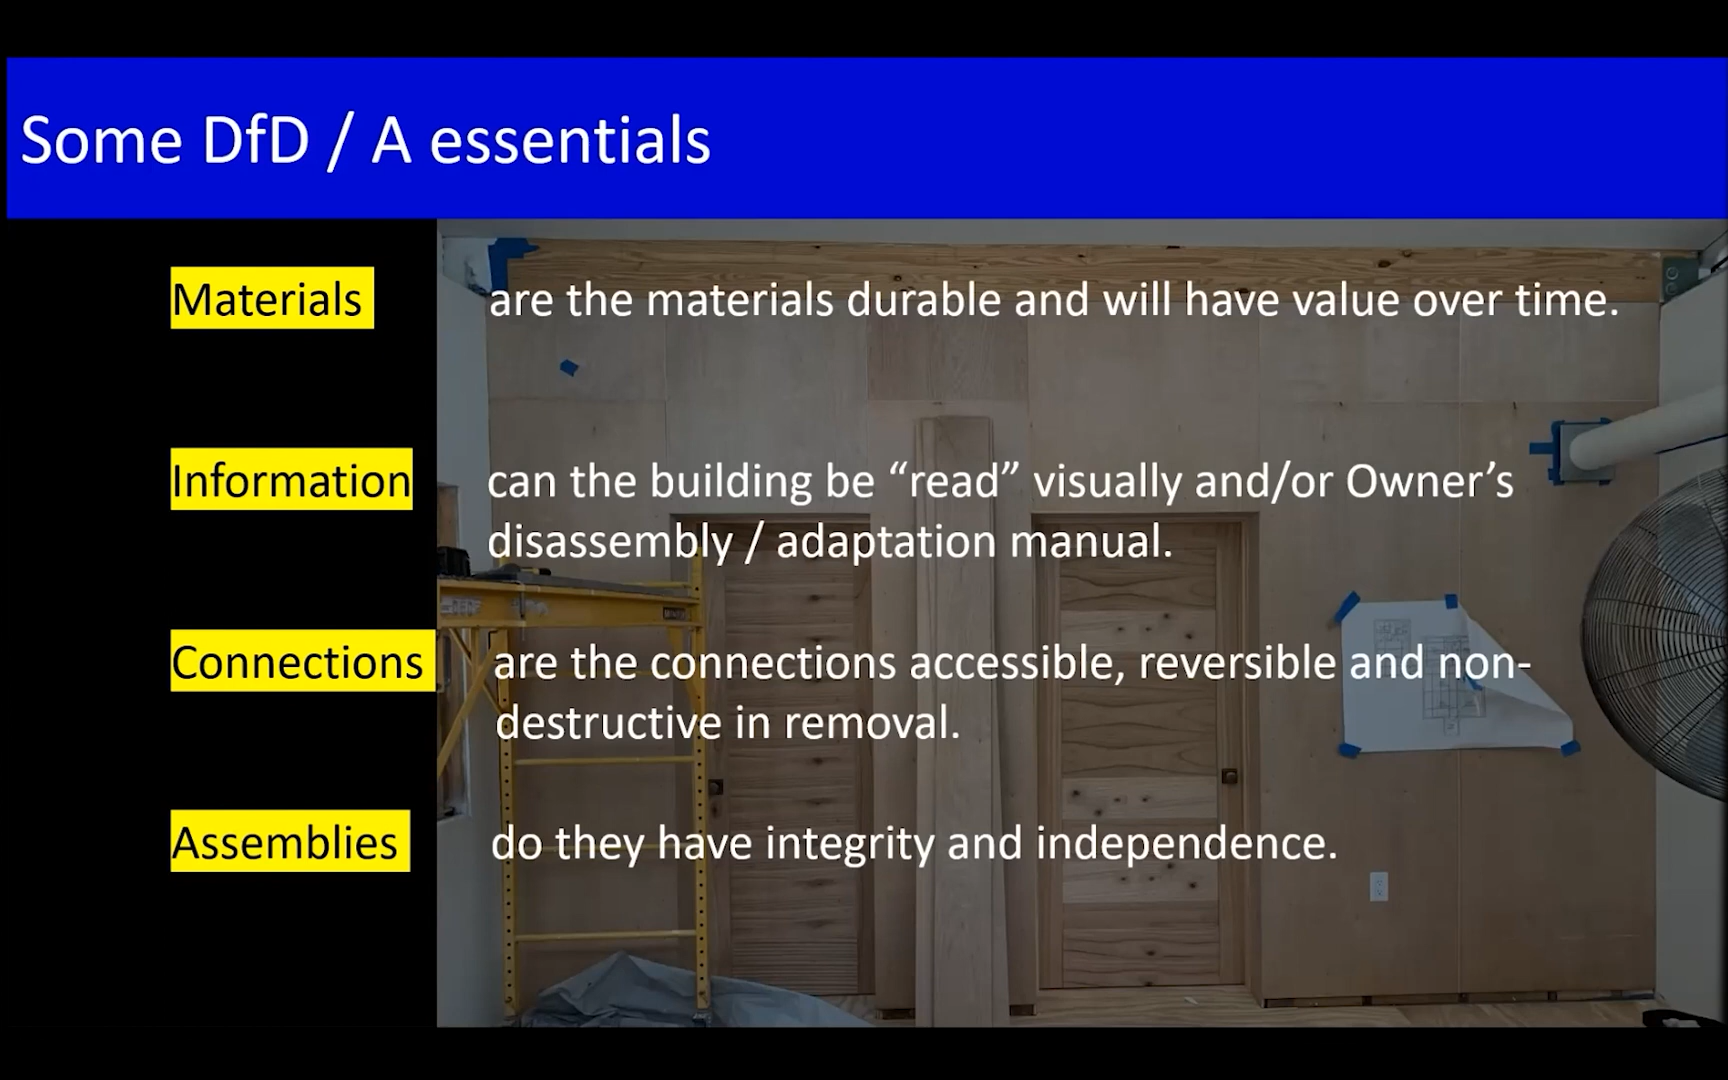 Some DfD / A essentials
Materials are the materials durable and will have value over time.
Information can the building be “read” visually and/or Owner’s
disassembly / adaptation manual.
Connections are the connections accessible, reversible and non-
destructive in removal.
Assemblies do they have integrity and independence.